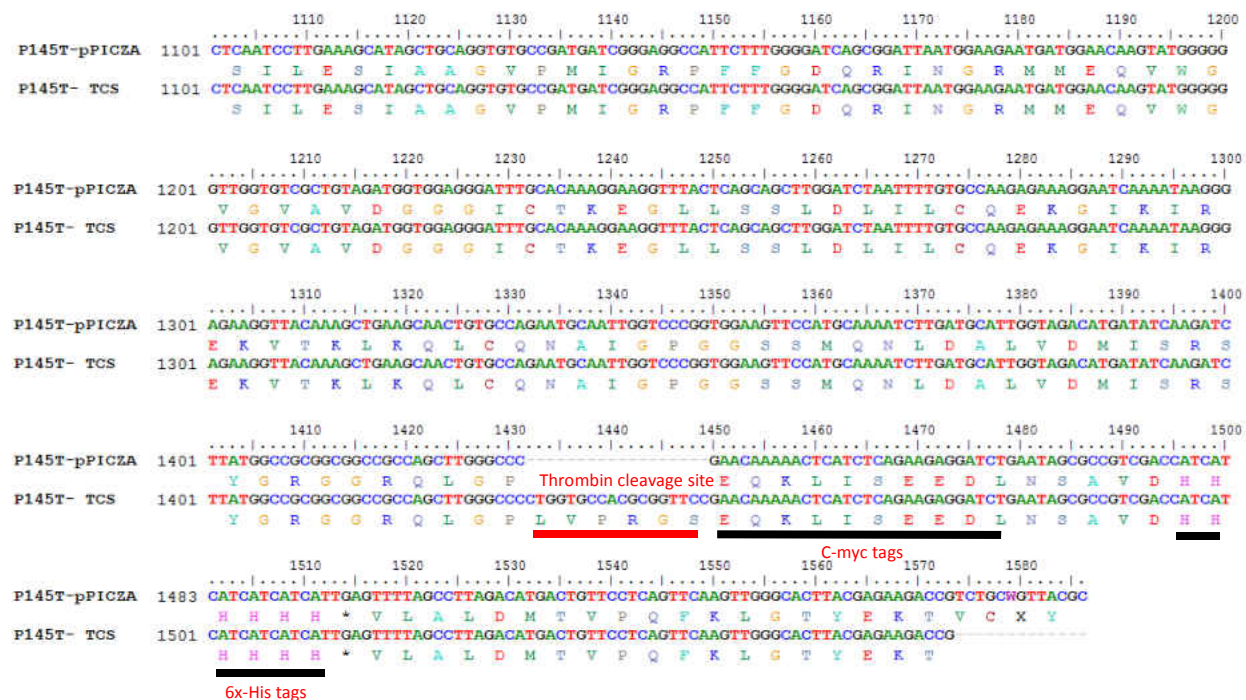 1110 1120 1130 1140 1150 1160 1170 1180 1190 1200
P145T-pPICZA 1101 CTCAATCCTTGAAAGCATAGCTGCAGGTGTGCCGATGATCGGGAGGCCATTCTTTGGGGATCAGCGGATTAATGGAAGAATGATGGAACAAGTATGGGGG
S I L E S I A A G V P M I G R P F F G D Q R I N G R M M E Q V W G
P145T- TCS 1101 CTCAATCCTTGAAAGCATAGCTGCAGGTGTGCCGATGATCGGGAGGCCATTCTTTGGGGATCAGCGGATTAATGGAAGAATGATGGAACAAGTATGGGGG
S I L E S I A A G V P M I G R P F F G D Q R I N G R M M E Q V W G
1210 1220 1230 1240 1250 1260 1270 1280 1290 1300
P145T-pPICZA 1201 GTTGGTGTCGCTGTAGATGGTGGAGGGATTTGCACAAAGGAAGGTTTACTCAGCAGCTTGGATCTAATTTTGTGCCAAGAGAAAGGAATCAAAATAAGGG
V G V A V D G G G I C T K E G L L S S L D L I L C Q E K G I K I R
P145T- TCS 1201 GTTGGTGTCGCTGTAGATGGTGGAGGGATTTGCACAAAGGAAGGTTTACTCAGCAGCTTGGATCTAATTTTGTGCCAAGAGAAAGGAATCAAAATAAGGG
V G V A V D G G G I C T K E G L L S S L D L I L C Q E K G I K I R
1310 1320 1330 1340 1350 1360 1370 1380 1390 1400
P145T-pPICZA 1301 AGAAGGTTACAAAGCTGAAGCAACTGTGCCAGAATGCAATTGGTCCCGGTGGAAGTTCCATGCAAAATCTTGATGCATTGGTAGACATGATATCAAGATC
E K V T K L K Q L C Q N A I G P G G S S M Q N L D A L V D M I S R S
P145T- TCS 1301 AGAAGGTTACAAAGCTGAAGCAACTGTGCCAGAATGCAATTGGTCCCGGTGGAAGTTCCATGCAAAATCTTGATGCATTGGTAGACATGATATCAAGATC
E K V T K L K Q L C Q N A I G P G G S S M Q N L D A L V D M I S R S
1410 1420 1430 1440 1450 1460 1470 1480 1490 1500
P145T-pPICZA 1401 TTATGGCCGCGGCGGCCGCCAGCTTGGGCCC------------------GAACAAAAACTCATCTCAGAAGAGGATCTGAATAGCGCCGTCGACCATCAT
Y G R G G R Q L G P Thrombin cleavage site E Q K L I S E E D L N S A V D H H
P145T- TCS 1401 TTATGGCCGCGGCGGCCGCCAGCTTGGGCCCCTGGTGCCACGCGGTTCCGAACAAAAACTCATCTCAGAAGAGGATCTGAATAGCGCCGTCGACCATCAT
Y G R G G R Q L G P L V P R G S E Q K L I S E E D L N S A V D H H
C-myc tags
1510 1520 1530 1540 1550 1560 1570 1580
P145T-pPICZA 1483 CATCATCATCATTGAGTTTTAGCCTTAGACATGACTGTTCCTCAGTTCAAGTTGGGCACTTACGAGAAGACCGTCTGCWGTTACGC
H H H H * V L A L D M T V P Q F K L G T Y E K T V C X Y
P145T- TCS 1501 CATCATCATCATTGAGTTTTAGCCTTAGACATGACTGTTCCTCAGTTCAAGTTGGGCACTTACGAGAAGACCG-------------
H H H H * V L A L D M T V P Q F K L G T Y E K T
6x-His tags